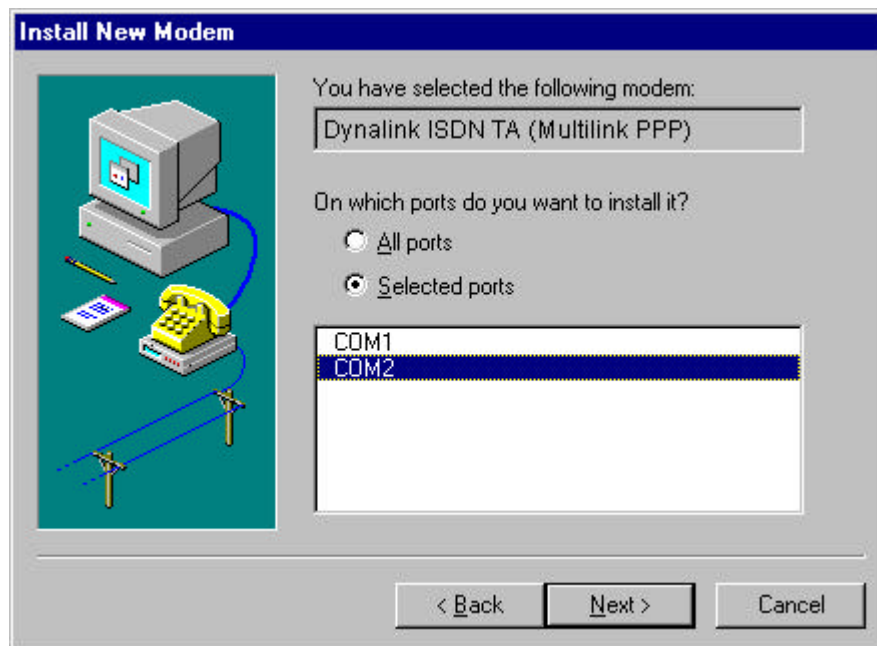 Install New Modem
You have selected the following modem:
Dynalink ISDN TA (Multilink PPP)
On which ports do you want to install it?
All ports
Selected ports
COM1
COM2
< Back
Next >
Cancel